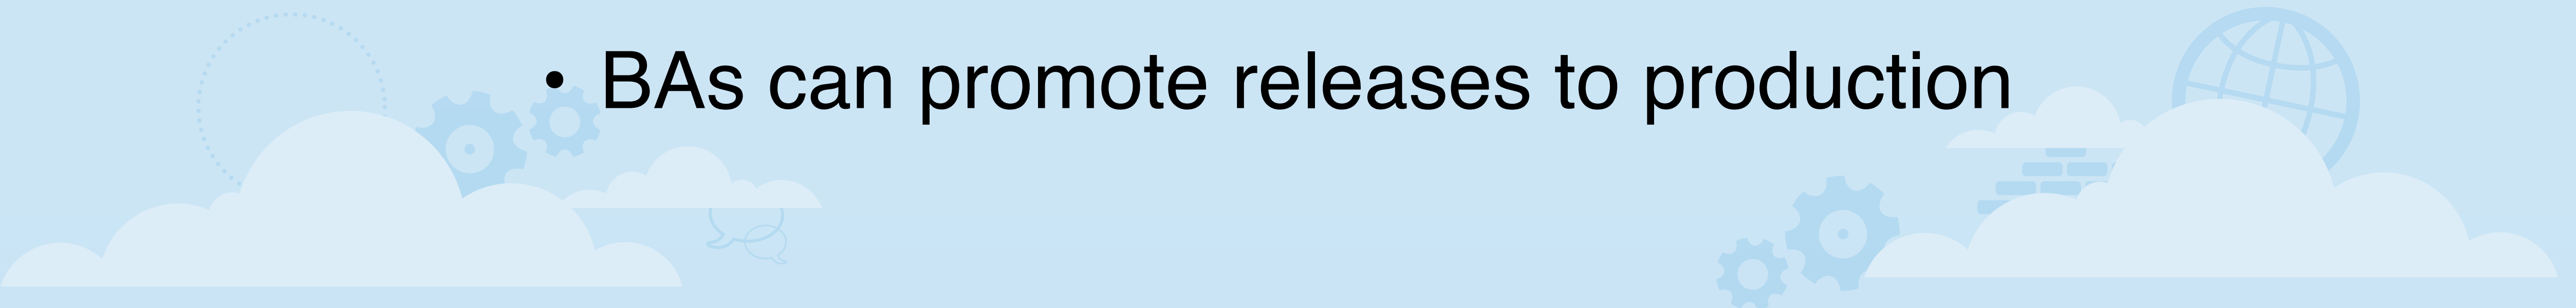 • BAs can promote releases to production